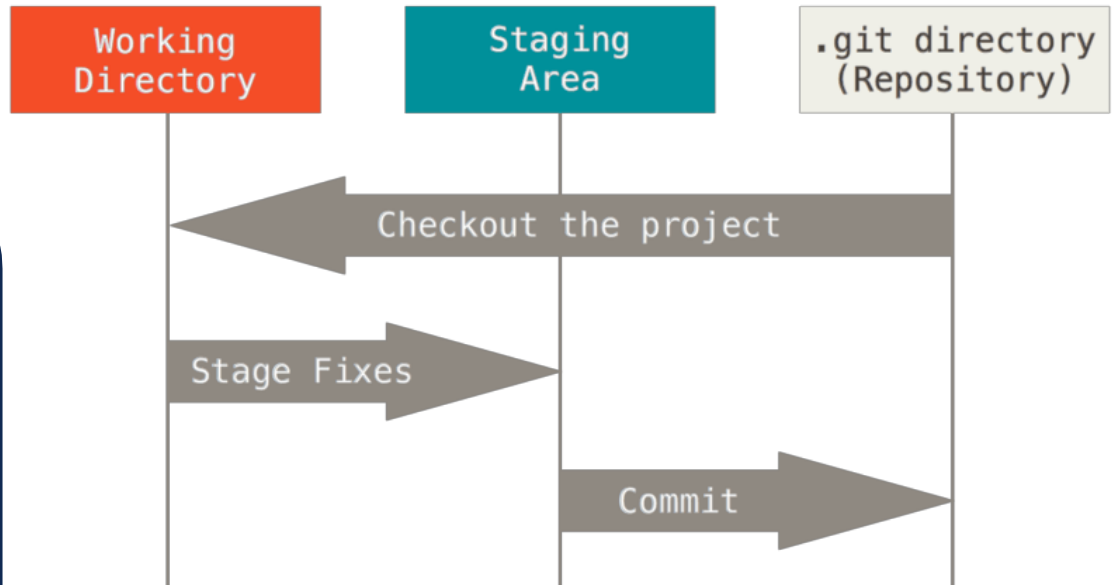 Working
Directory
Staging
Area
.git directory
(Repository)
Checkout the project
Stage Fixes
Commit